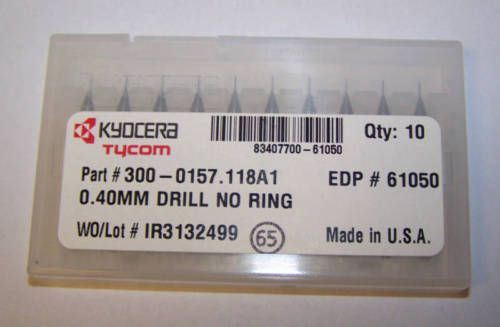 KYOCERA
TYCOM
83407700-61050
Qty: 10
Part # 300-0157.118A1
EDP # 61050
0.40MM DRILL NO RING
WO/Lot # IR3132499
65
Made in U.S.A.